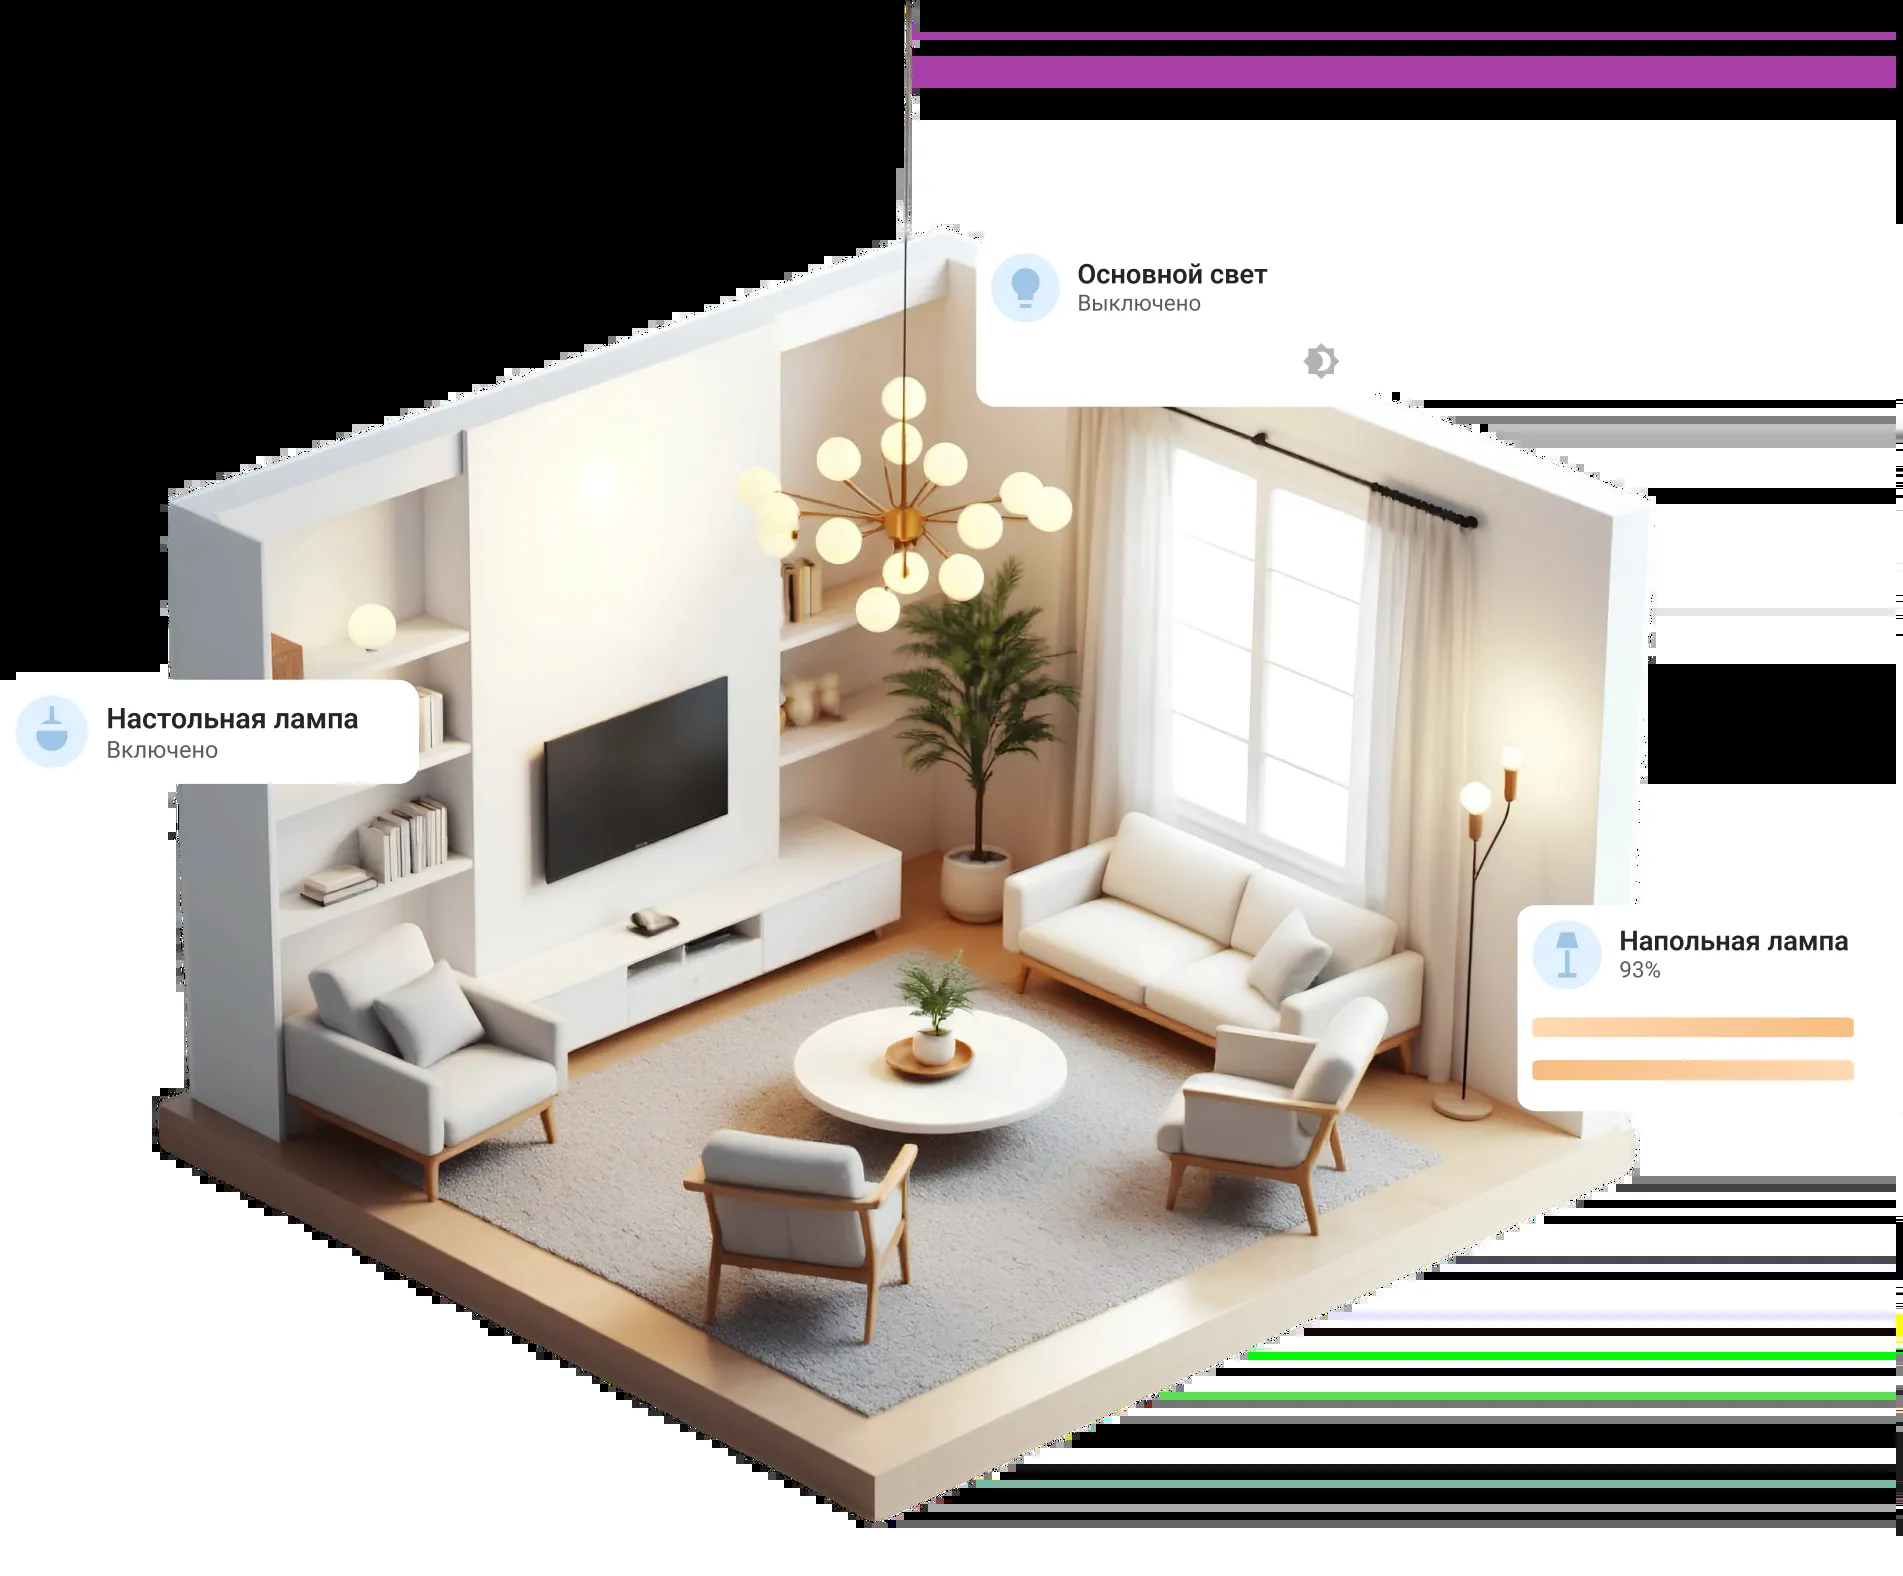 Основной свет
Выключено
Настольная лампа
Включено
Напольная лампа
93%